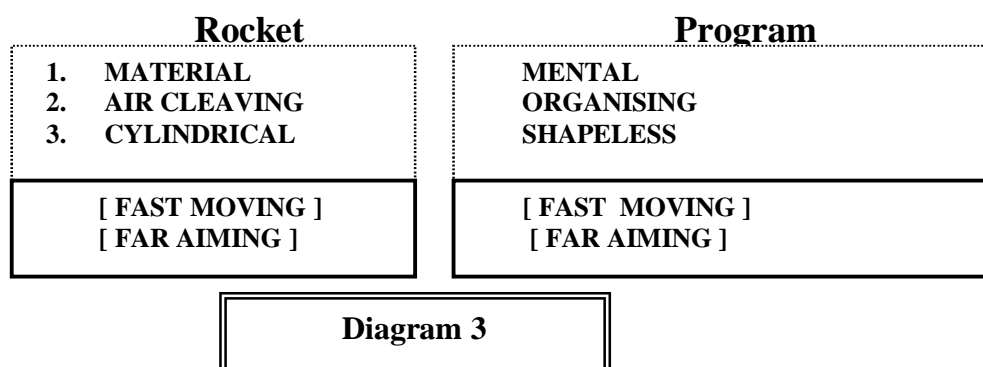 Rocket Program
1. MATERIAL MENTAL
2. AIR CLEAVING ORGANISING
3. CYLINDRICAL SHAPELESS
[ FAST MOVING ] [ FAST MOVING ]
[ FAR AIMING ] [ FAR AIMING ]
Diagram 3